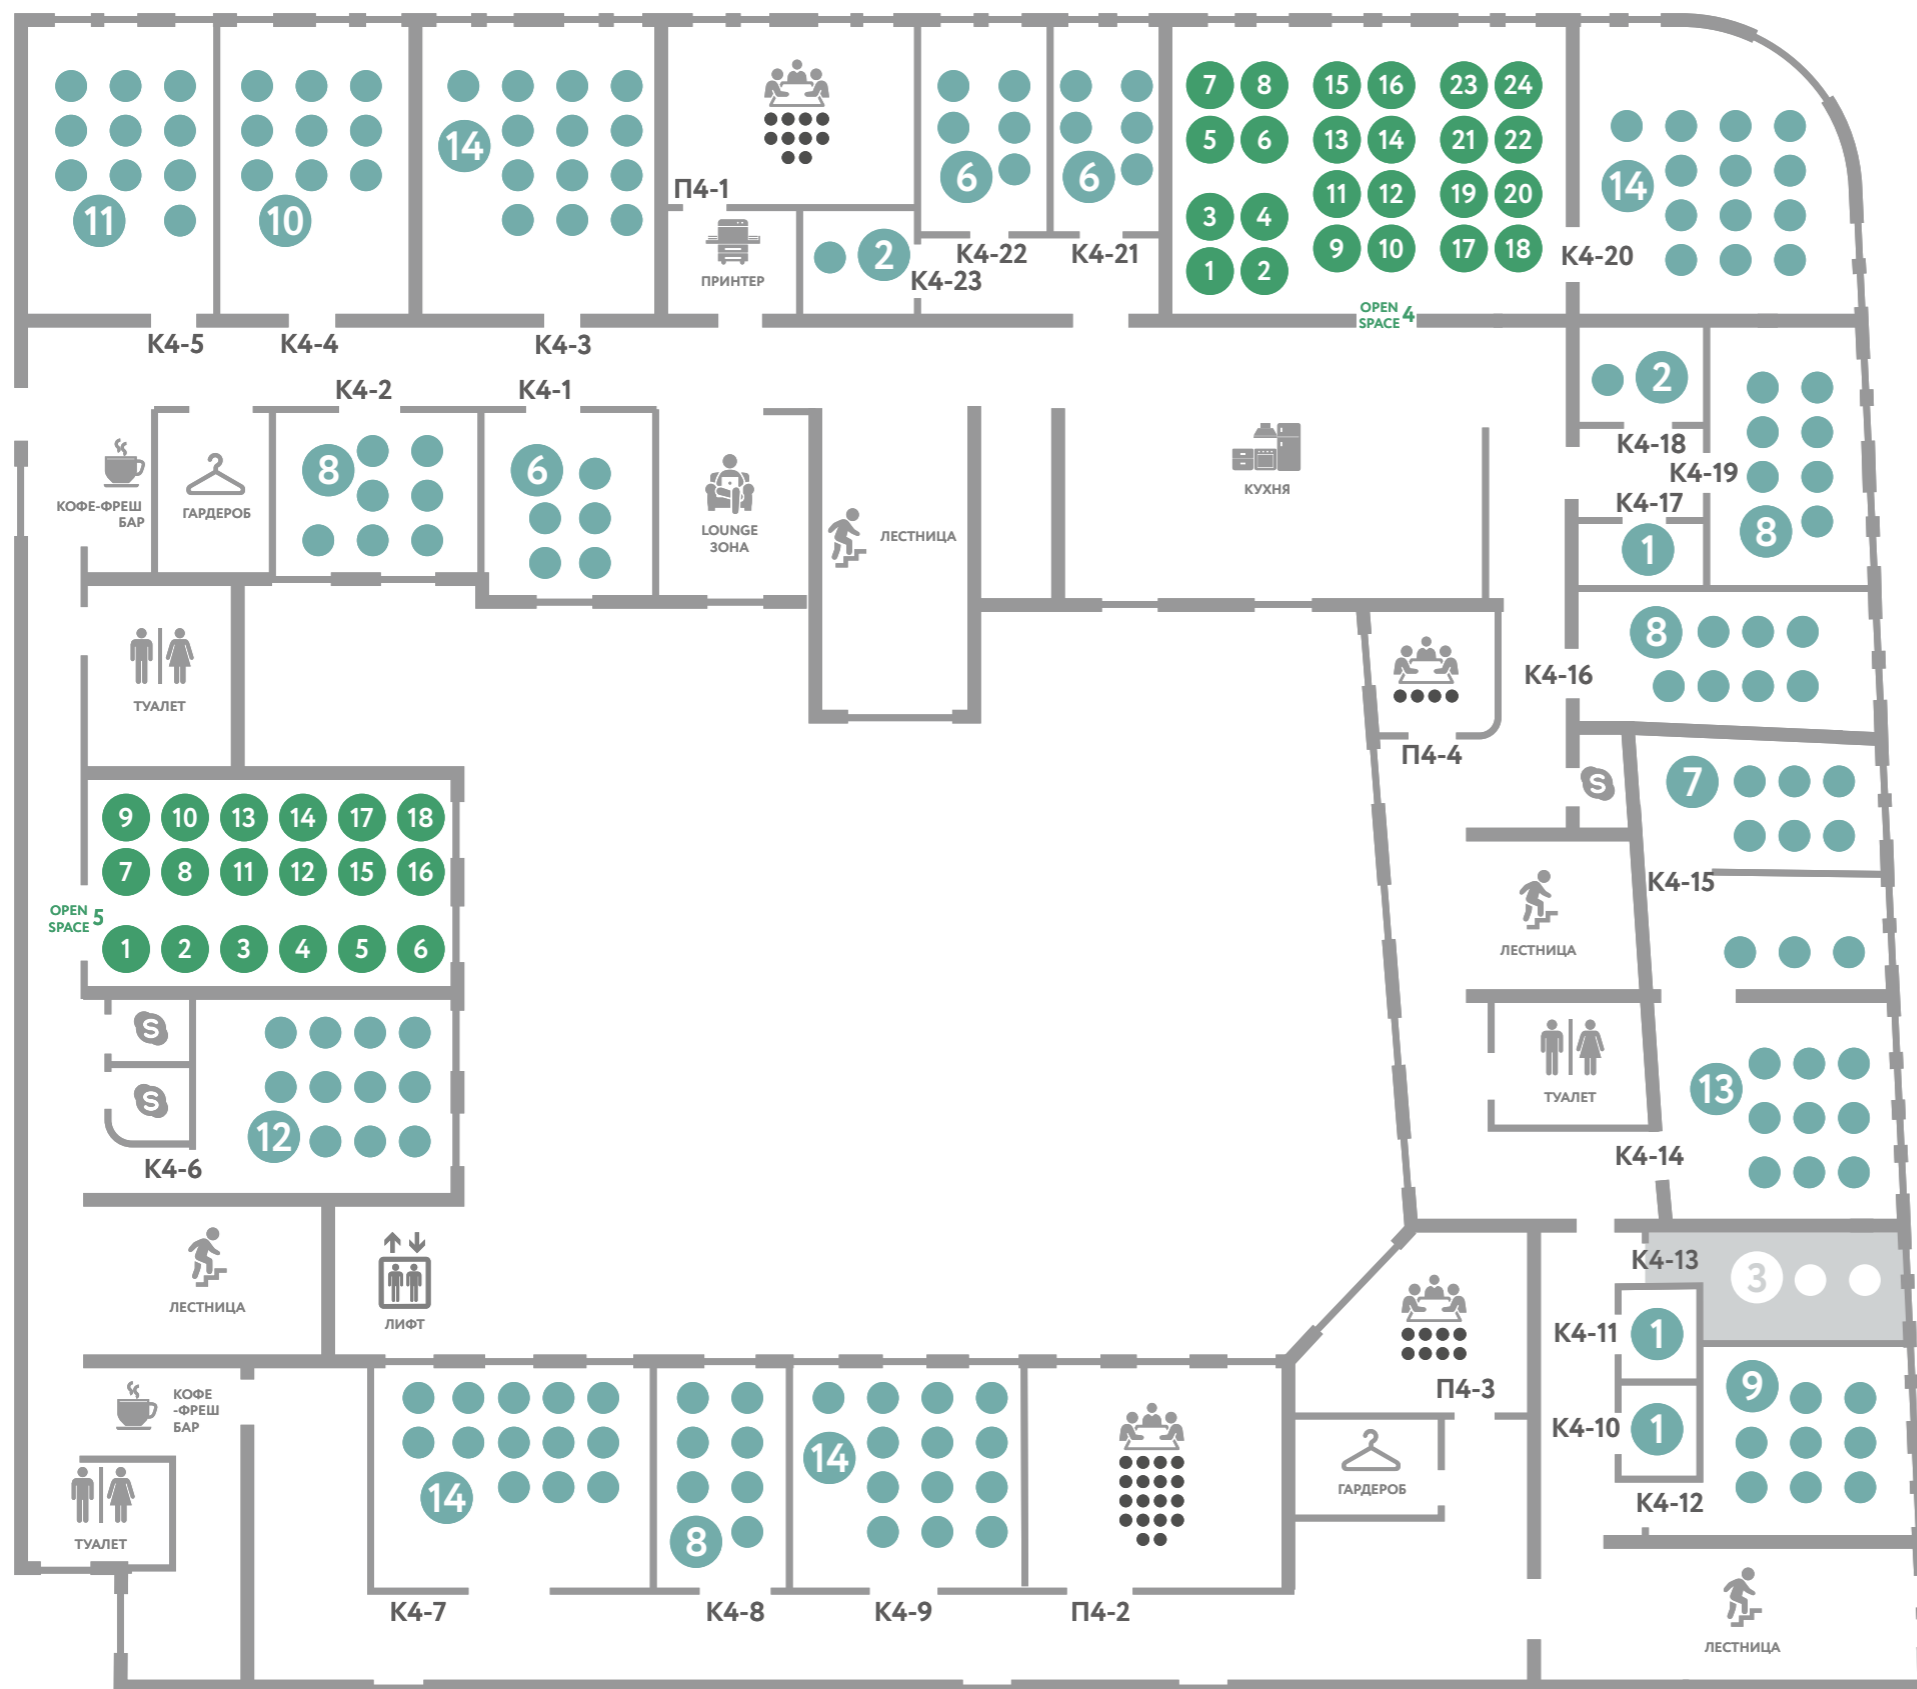 7 8 15 16 23 24
5 6 13 14 21 22
11 12 19 20
3 4
9 10 17 18
1 2
14
14
6
6
11
10
П4-1
2
К4-22
К4-21
К4-20
К4-23
ПРИНТЕР
OPEN
SPACE 4
К4-5
К4-4
К4-3
К4-2
К4-1
2
К4-18
К4-19
К4-17
8
1
8
6
КОФЕ-ФРЕШ
БАР
ГАРДЕРОБ
LOUNGE
ЗОНА
ЛЕСТНИЦА
КУХНЯ
8
К4-16
ТУАЛЕТ
П4-4
S
7
К4-15
9 10 13 14 17 18
7 8 11 12 15 16
OPEN
SPACE 5
1 2 3 4 5 6
ЛЕСТНИЦА
S
S
12
К4-6
ТУАЛЕТ
13
К4-14
ЛЕСТНИЦА
ЛИФТ
К4-13
3
К4-11
1
П4-3
9
К4-10
1
К4-12
КОФЕ
-ФРЕШ
БАР
14
8
14
ГАРДЕРОБ
ТУАЛЕТ
К4-7
К4-8
К4-9
П4-2
ЛЕСТНИЦА